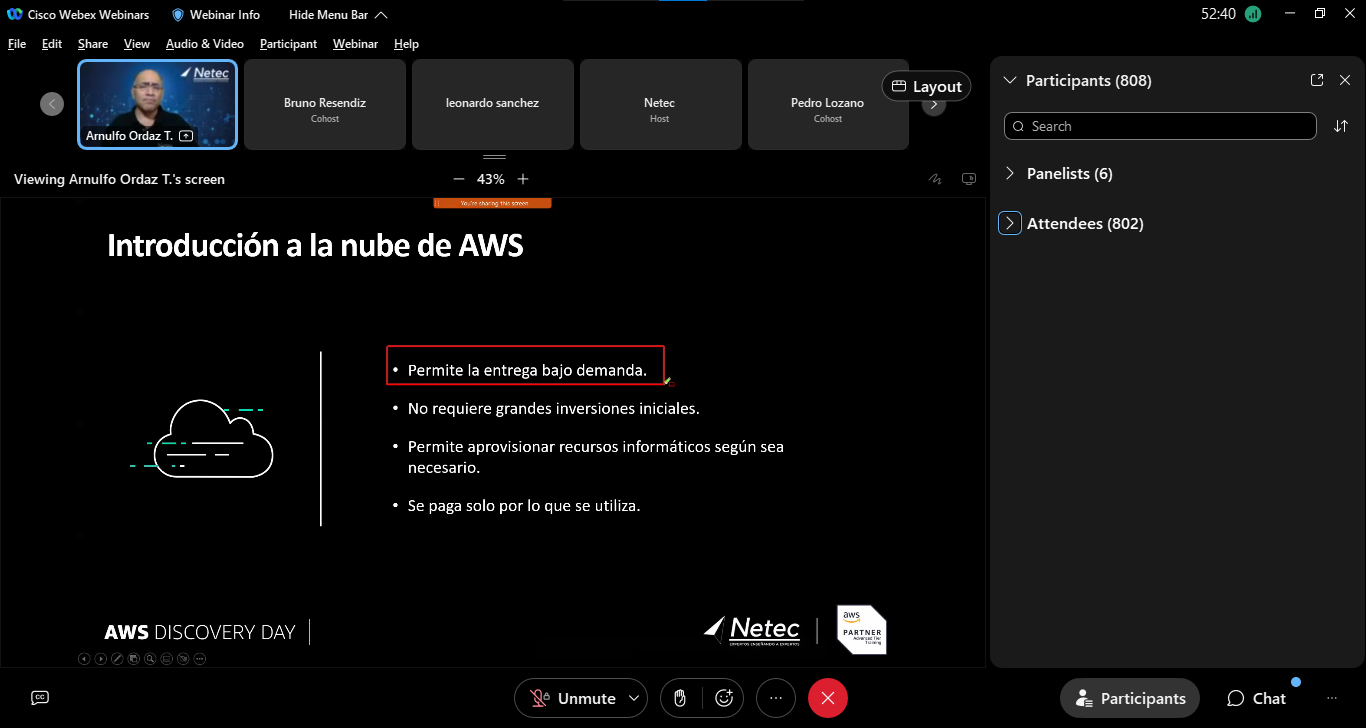 Cisco Webex Webinars
Webinar Info
Hide Menu Bar
52:40
File Edit Share View Audio & Video Participant Webinar Help
Netec
Arnulfo Ordaz T.
Bruno Resendiz
Cohost
leonardo sanchez
Netec
Host
Pedro Lozano
Cohost
Layout
Participants (808)
Search
Panelists (6)
Attendees (802)
Viewing Arnulfo Ordaz T.'s screen
43%
You're sharing this screen
Introducción a la nube de AWS
• Permite la entrega bajo demanda.
• No requiere grandes inversiones iniciales.
• Permite aprovisionar recursos informáticos según sea
necesario.
• Se paga solo por lo que se utiliza.
AWS DISCOVERY DAY
Netec
EXPERTOS ENSEÑANDO A EXPERTOS
aws
PARTNER
Advanced Tier
Training
CC
Unmute
Participants
Chat